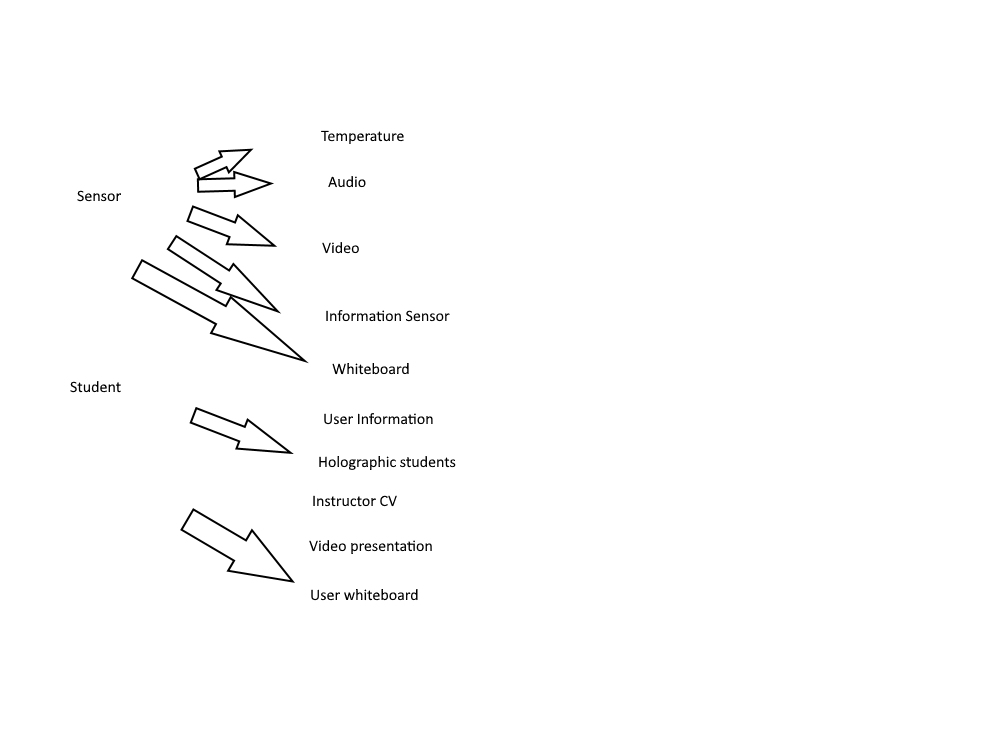 Temperature
Audio
Sensor
Video
Information Sensor
Whiteboard
Student
User Information
Holographic students
Instructor CV
Video presentation
User whiteboard